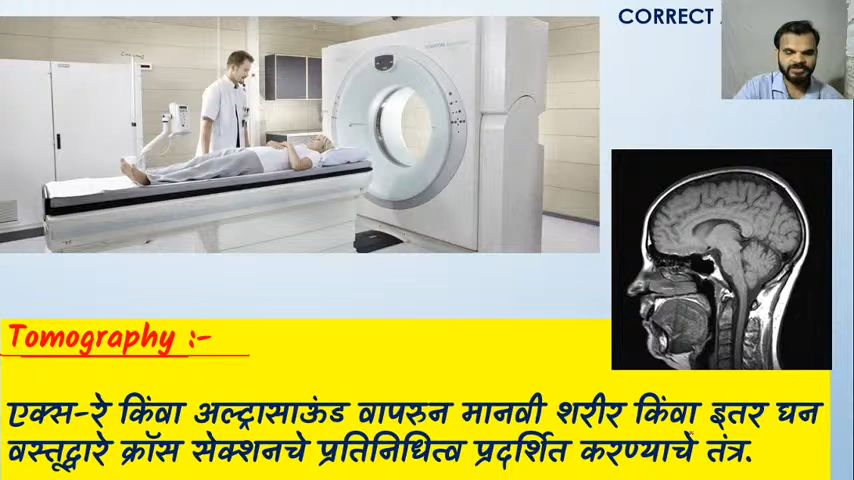 CORRECT
Tomography :-
एक्स-रे किंवा अल्ट्रासाऊंड वापरुन मानवी शरीर किंवा इतर घन
वस्तूद्वारे क्रॉस सेक्शनचे प्रतिनिधित्व प्रदर्शित करण्याचे तंत्र.